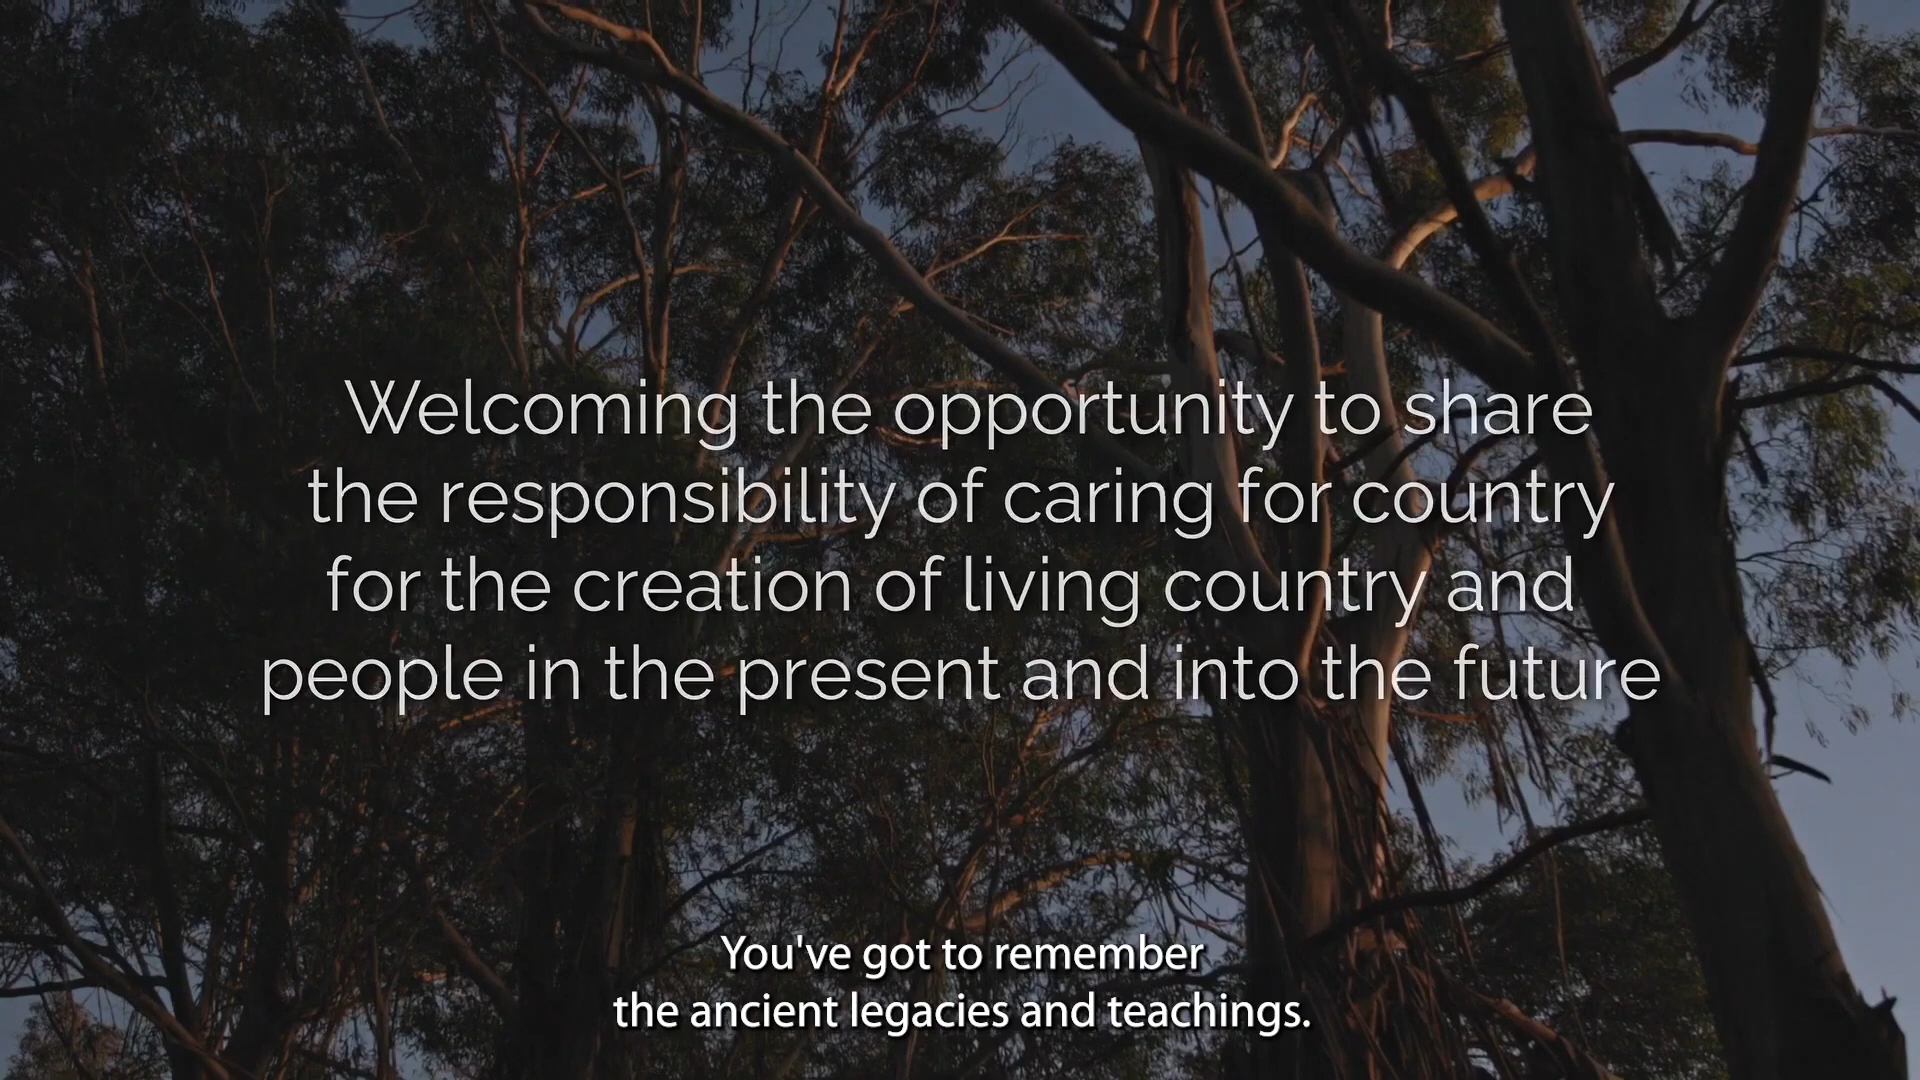 Welcoming the opportunity to share
the responsibility of caring for country
for the creation of living country and
people in the present and into the future
You've got to remember
the ancient legacies and teachings.